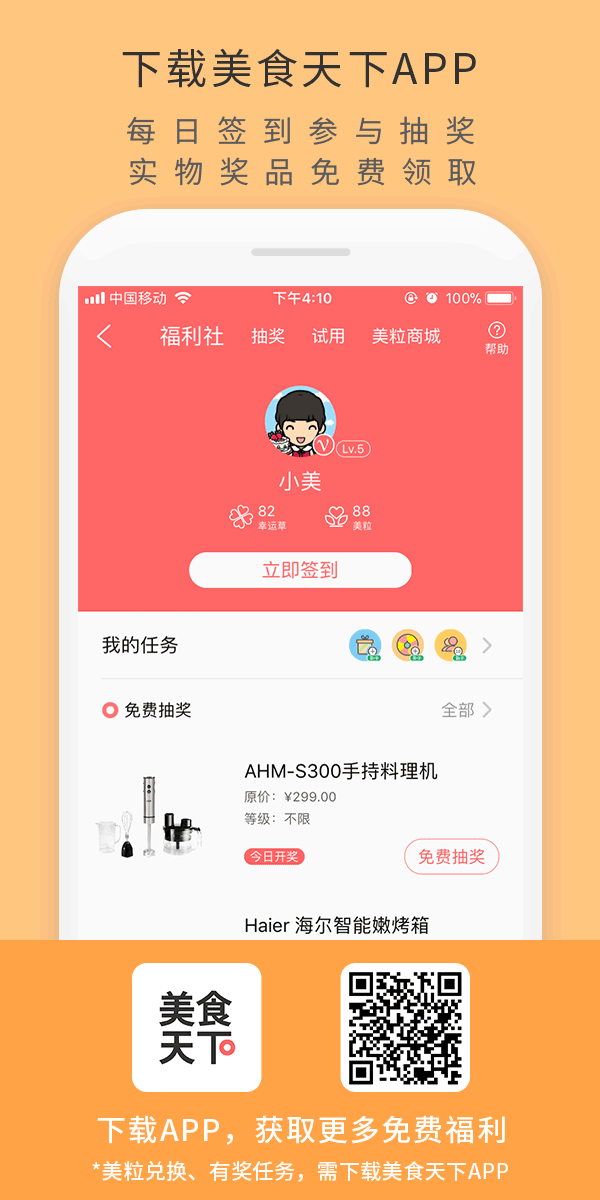 下载美食天下APP
每日签到参与抽奖
实物奖品免费领取
中国移动 下午4:10 100%
福利社 抽奖 试用 美粒商城 帮助
V Lv.5
小美
82 幸运草 88 美粒
立即签到
我的任务
免费抽奖 全部
AHM-S300手持料理机
原价：¥299.00
等级：不限
今日开奖 免费抽奖
Haier 海尔智能嫩烤箱
美食
天下
下载APP，获取更多免费福利
*美粒兑换、有奖任务，需下载美食天下APP